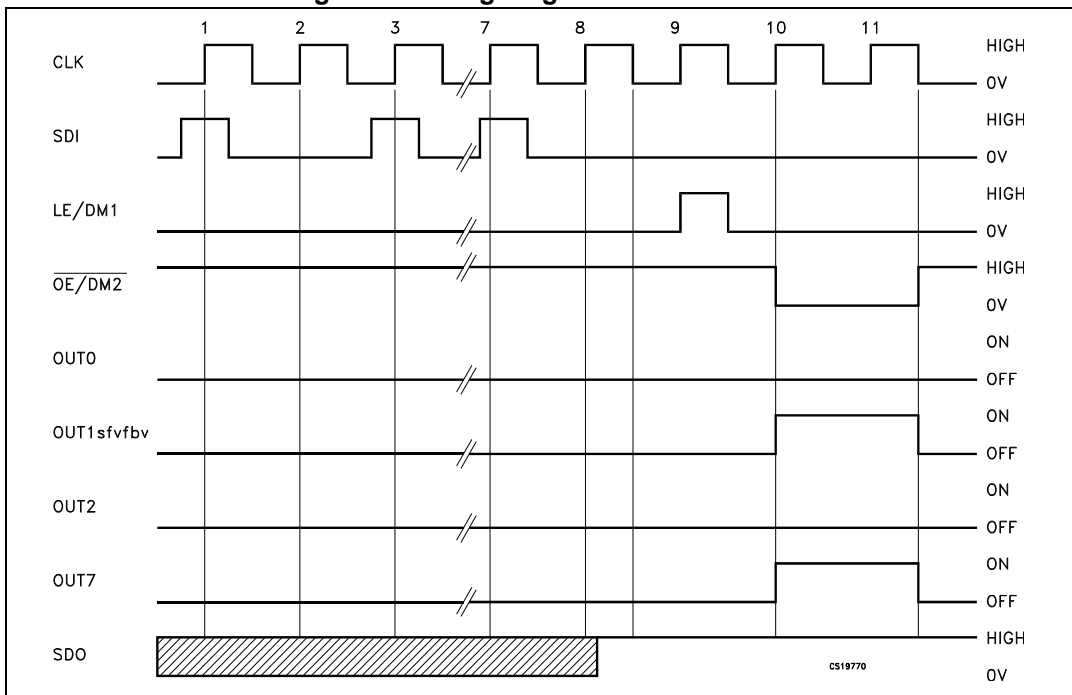 1 2 3 7 8 9 10 11
CLK
HIGH
0V
SDI
HIGH
0V
LE/DM1
HIGH
0V
OE/DM2
HIGH
0V
OUT0
ON
OFF
OUT1sfvfbv
ON
OFF
OUT2
ON
OFF
OUT7
ON
OFF
SDO
HIGH
0V
CS19770